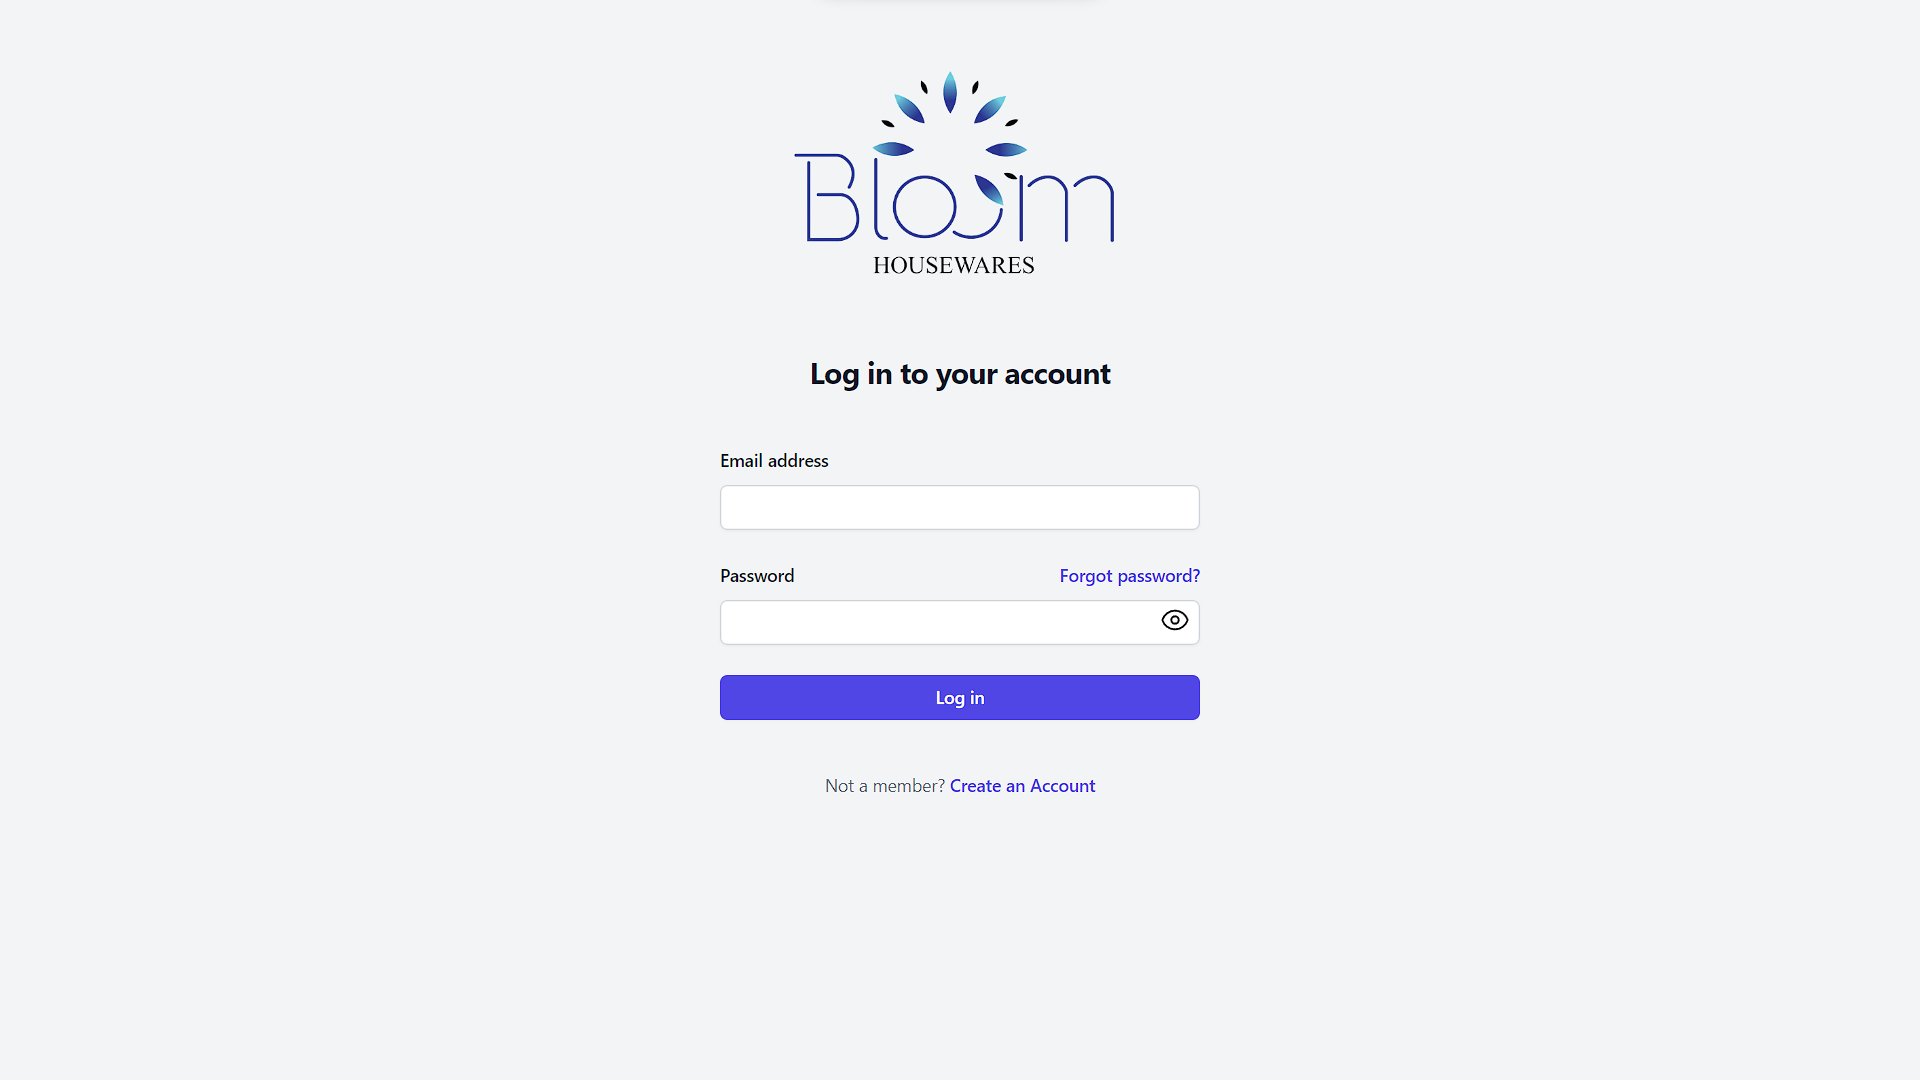 Bloom
HOUSEWARES
Log in to your account
Email address
Password
Forgot password?
Log in
Not a member? Create an Account